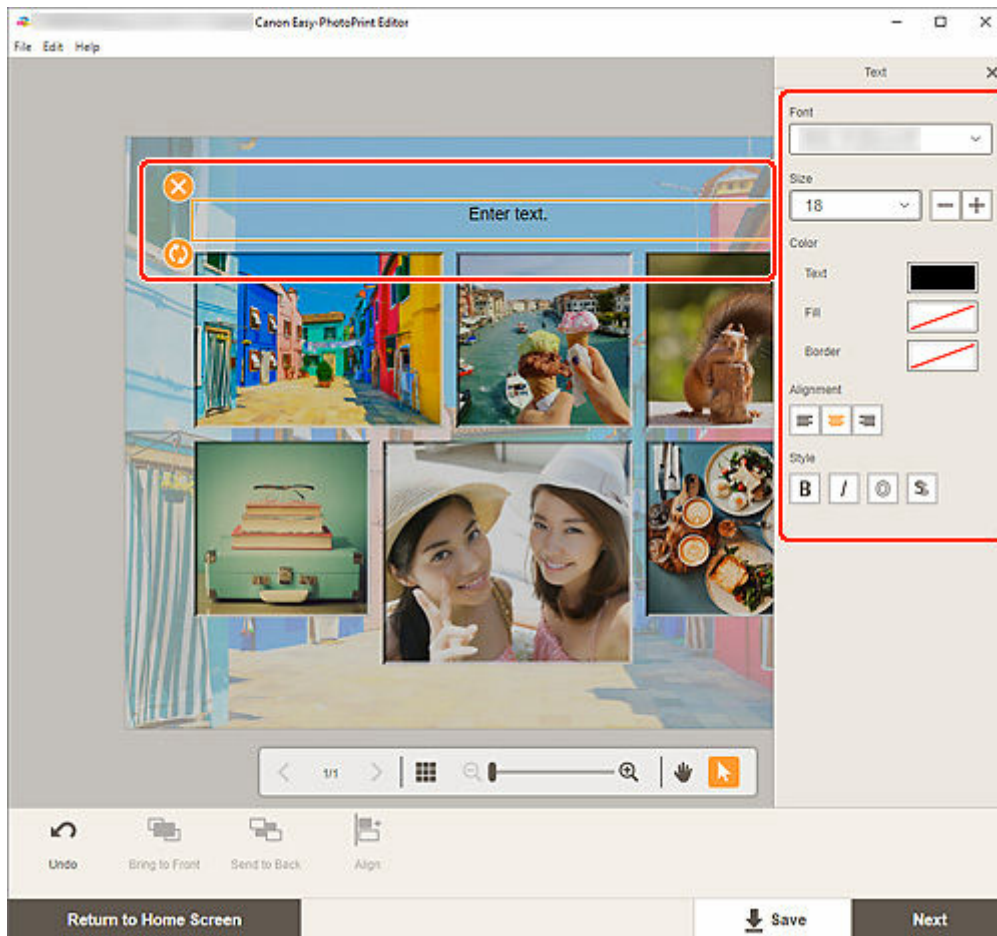 Canon Easy-PhotoPrint Editor
File Edit Help
Text
Font
Size
18
Color
Text
Fill
Border
Alignment
Style
B I O S
Enter text.
1/1
Undo
Bring to Front
Send to Back
Align
Return to Home Screen
Save
Next